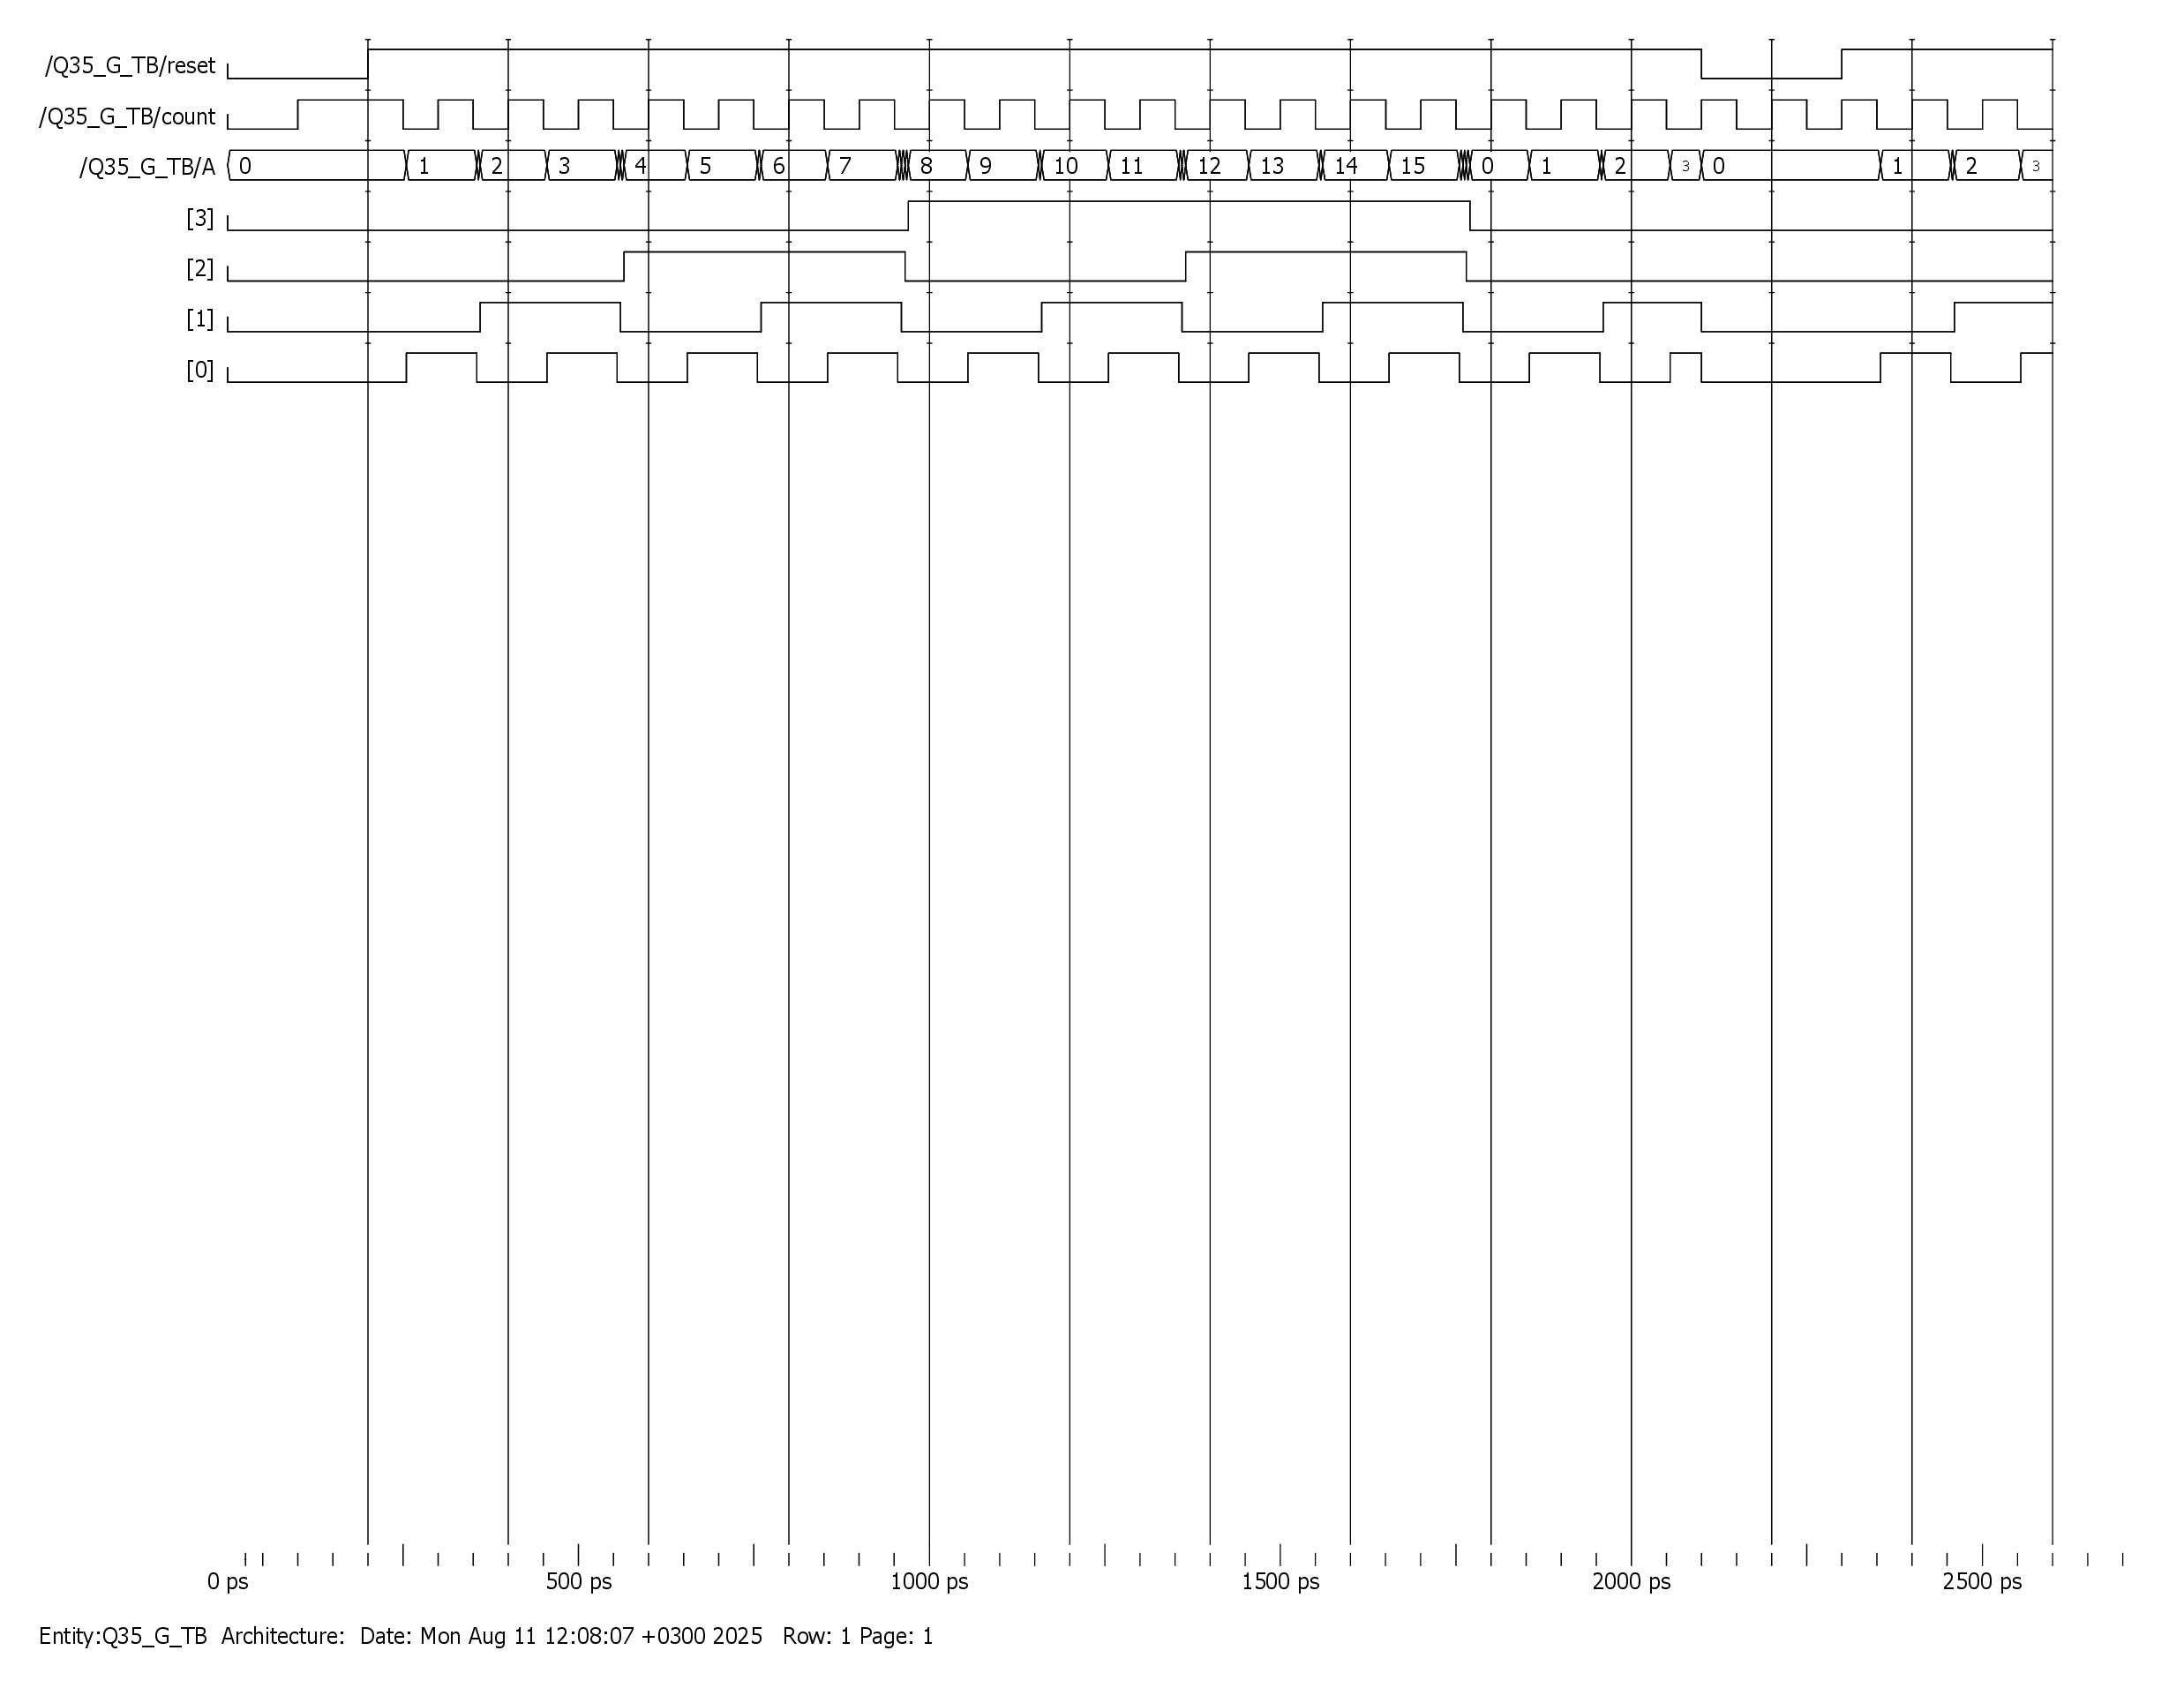 /Q35_G_TB/reset
/Q35_G_TB/count
/Q35_G_TB/A 0 1 2 3 4 5 6 7 8 9 10 11 12 13 14 15 0 1 2 3 0 1 2 3
[3]
[2]
[1]
[0]
0 ps 500 ps 1000 ps 1500 ps 2000 ps 2500 ps
Entity:Q35_G_TB Architecture: Date: Mon Aug 11 12:08:07 +0300 2025 Row: 1 Page: 1